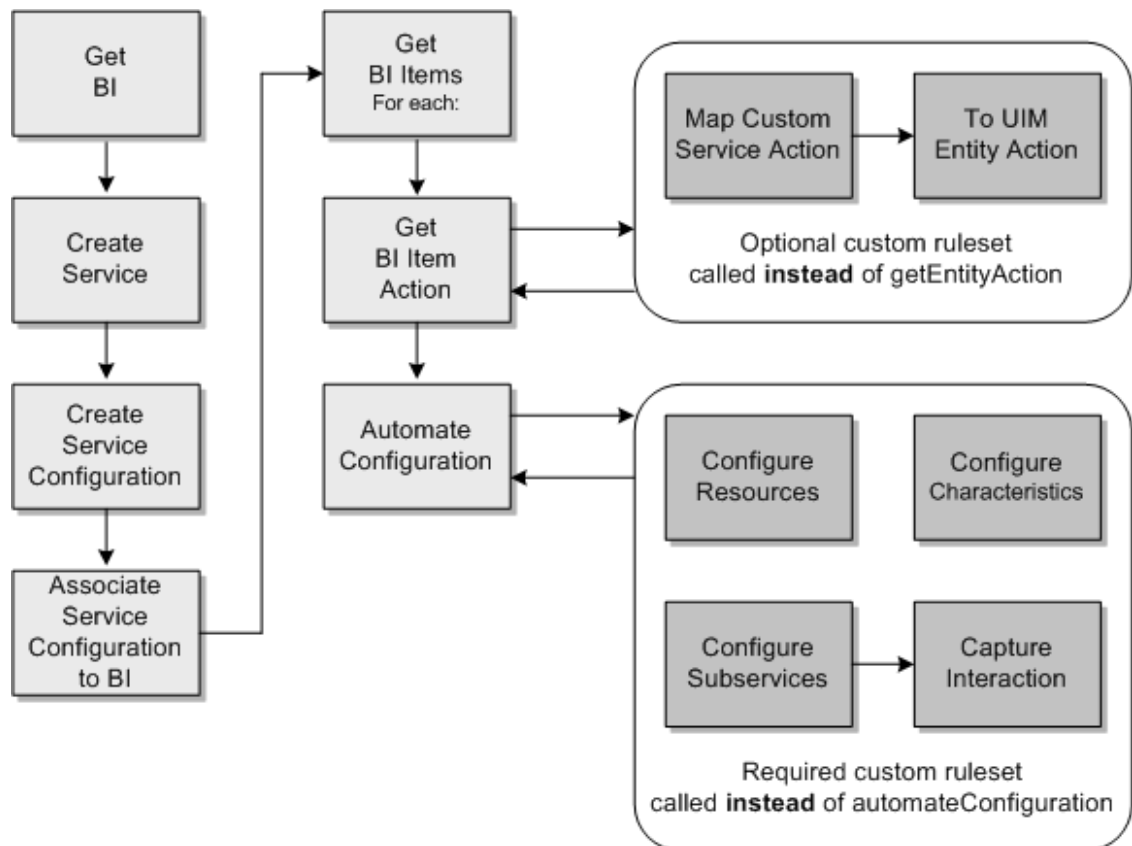 Get
BI
Create
Service
Create
Service
Configuration
Associate
Service
Configuration
to BI
Get
BI Items
For each:
Get
BI Item
Action
Automate
Configuration
Map Custom
Service Action
To UIM
Entity Action
Optional custom ruleset
called instead of getEntityAction
Configure
Resources
Configure
Characteristics
Configure
Subservices
Capture
Interaction
Required custom ruleset
called instead of automateConfiguration